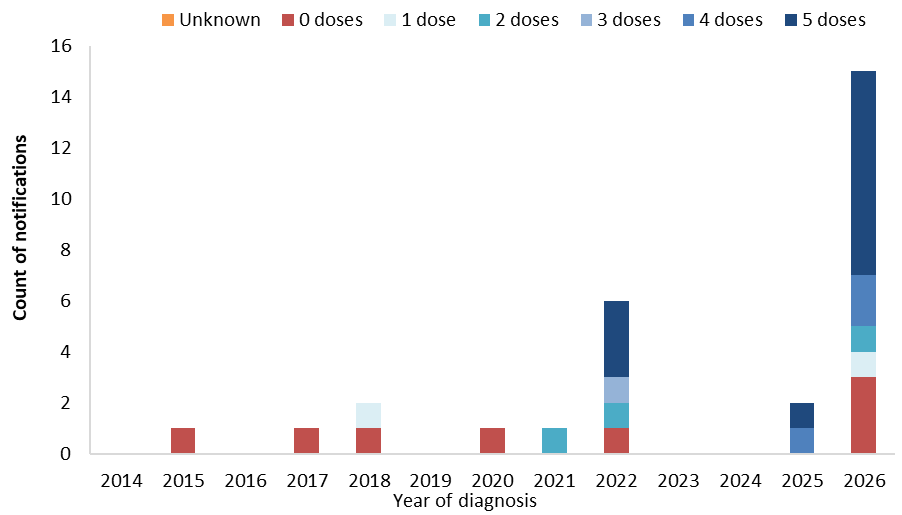 Unknown 0 doses 1 dose 2 doses 3 doses 4 doses 5 doses
16
14
12
10
8
6
4
2
0
Count of notifications
2014 2015 2016 2017 2018 2019 2020 2021 2022 2023 2024 2025 2026
Year of diagnosis